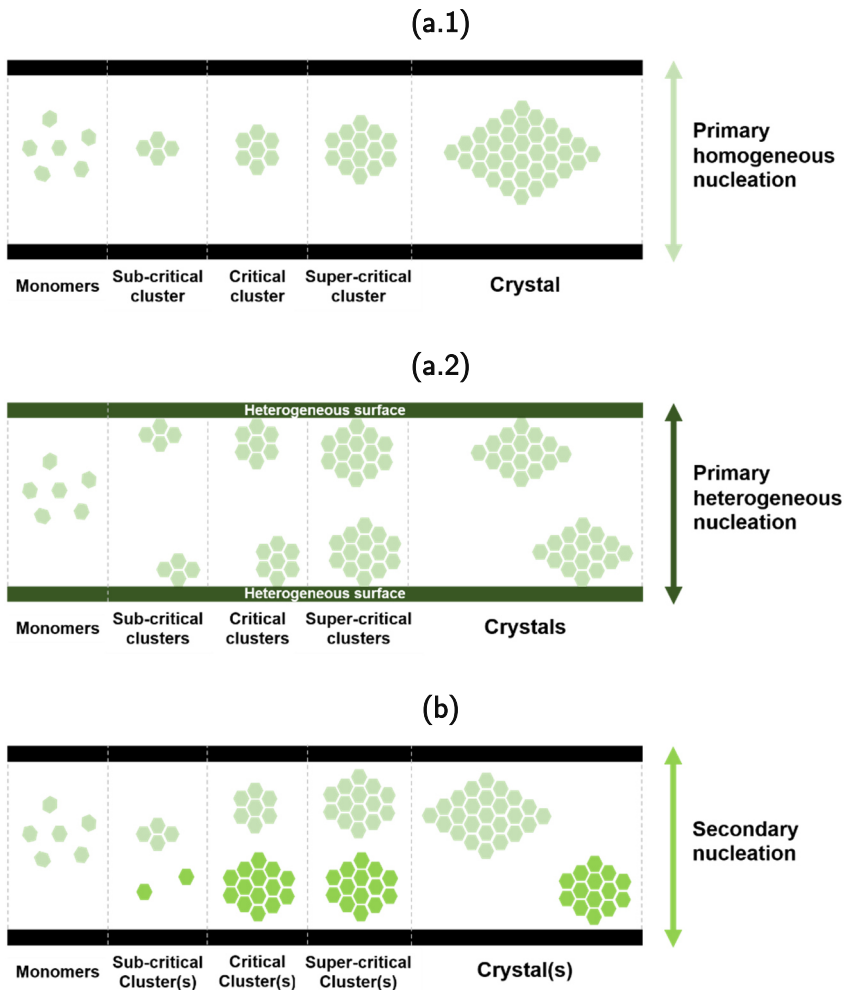 (a.1)
Primary
homogeneous
nucleation
Monomers
Sub-critical
cluster
Critical
cluster
Super-critical
cluster
Crystal
(a.2)
Heterogeneous surface
Primary
heterogeneous
nucleation
Heterogeneous surface
Monomers
Sub-critical
clusters
Critical
clusters
Super-critical
clusters
Crystals
(b)
Secondary
nucleation
Monomers
Sub-critical
Cluster(s)
Critical
Cluster(s)
Super-critical
Cluster(s)
Crystal(s)